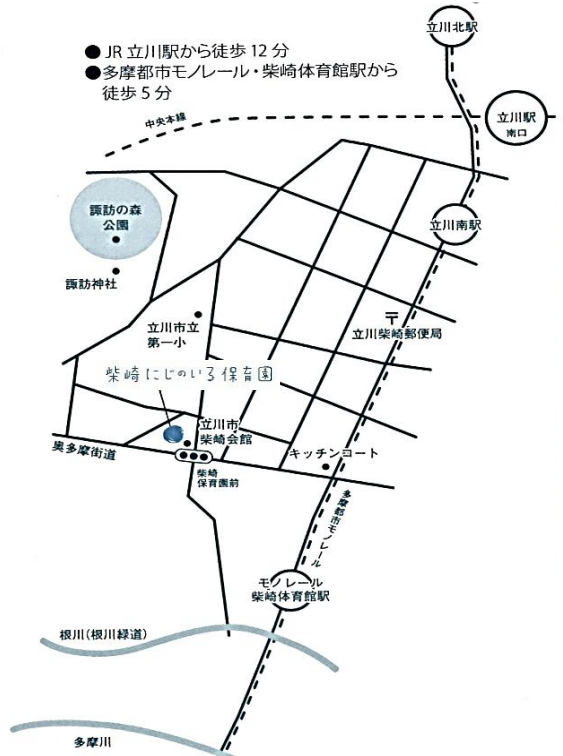 ● JR 立川駅から徒歩 12 分
● 多摩都市モノレール・柴崎体育館駅から
徒歩 5 分
立川北駅
中央本線
立川駅
南口
諏訪の森
公園
諏訪神社
立川南駅
〒
立川柴崎郵便局
立川市立
第一小
柴崎にじのいろ保育園
立川市
柴崎会館
奥多摩街道
柴崎
保育園前
キッチンコート
多摩都市モノレール
モノレール
柴崎体育館駅
根川(根川緑道)
多摩川